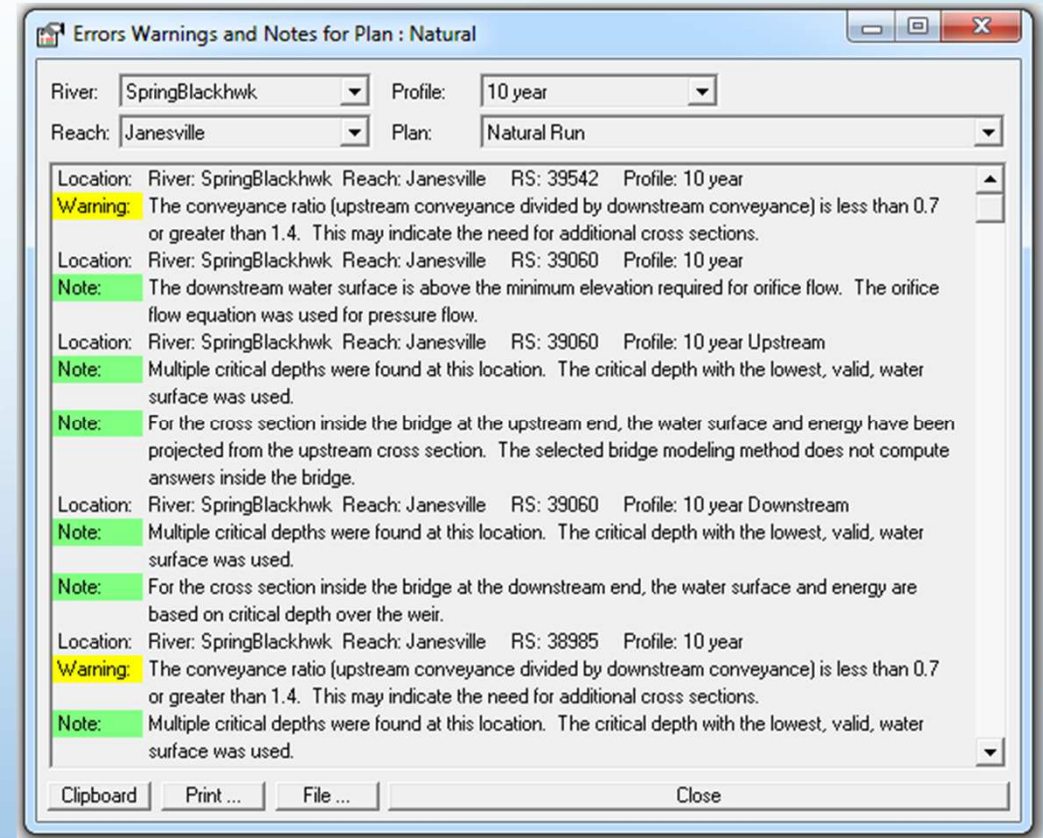 Errors Warnings and Notes for Plan : Natural
River: SpringBlackhwk Profile: 10 year
Reach: Janesville Plan: Natural Run
Location: River: SpringBlackhwk Reach: Janesville RS: 39542 Profile: 10 year
Warning: The conveyance ratio (upstream conveyance divided by downstream conveyance) is less than 0.7
or greater than 1.4. This may indicate the need for additional cross sections.
Location: River: SpringBlackhwk Reach: Janesville RS: 39060 Profile: 10 year
Note: The downstream water surface is above the minimum elevation required for orifice flow. The orifice
flow equation was used for pressure flow.
Location: River: SpringBlackhwk Reach: Janesville RS: 39060 Profile: 10 year Upstream
Note: Multiple critical depths were found at this location. The critical depth with the lowest, valid, water
surface was used.
Note: For the cross section inside the bridge at the upstream end, the water surface and energy have been
projected from the upstream cross section. The selected bridge modeling method does not compute
answers inside the bridge.
Location: River: SpringBlackhwk Reach: Janesville RS: 39060 Profile: 10 year Downstream
Note: Multiple critical depths were found at this location. The critical depth with the lowest, valid, water
surface was used.
Note: For the cross section inside the bridge at the downstream end, the water surface and energy are
based on critical depth over the weir.
Location: River: SpringBlackhwk Reach: Janesville RS: 38985 Profile: 10 year
Warning: The conveyance ratio (upstream conveyance divided by downstream conveyance) is less than 0.7
or greater than 1.4. This may indicate the need for additional cross sections.
Note: Multiple critical depths were found at this location. The critical depth with the lowest, valid, water
surface was used.
Clipboard Print ... File ... Close